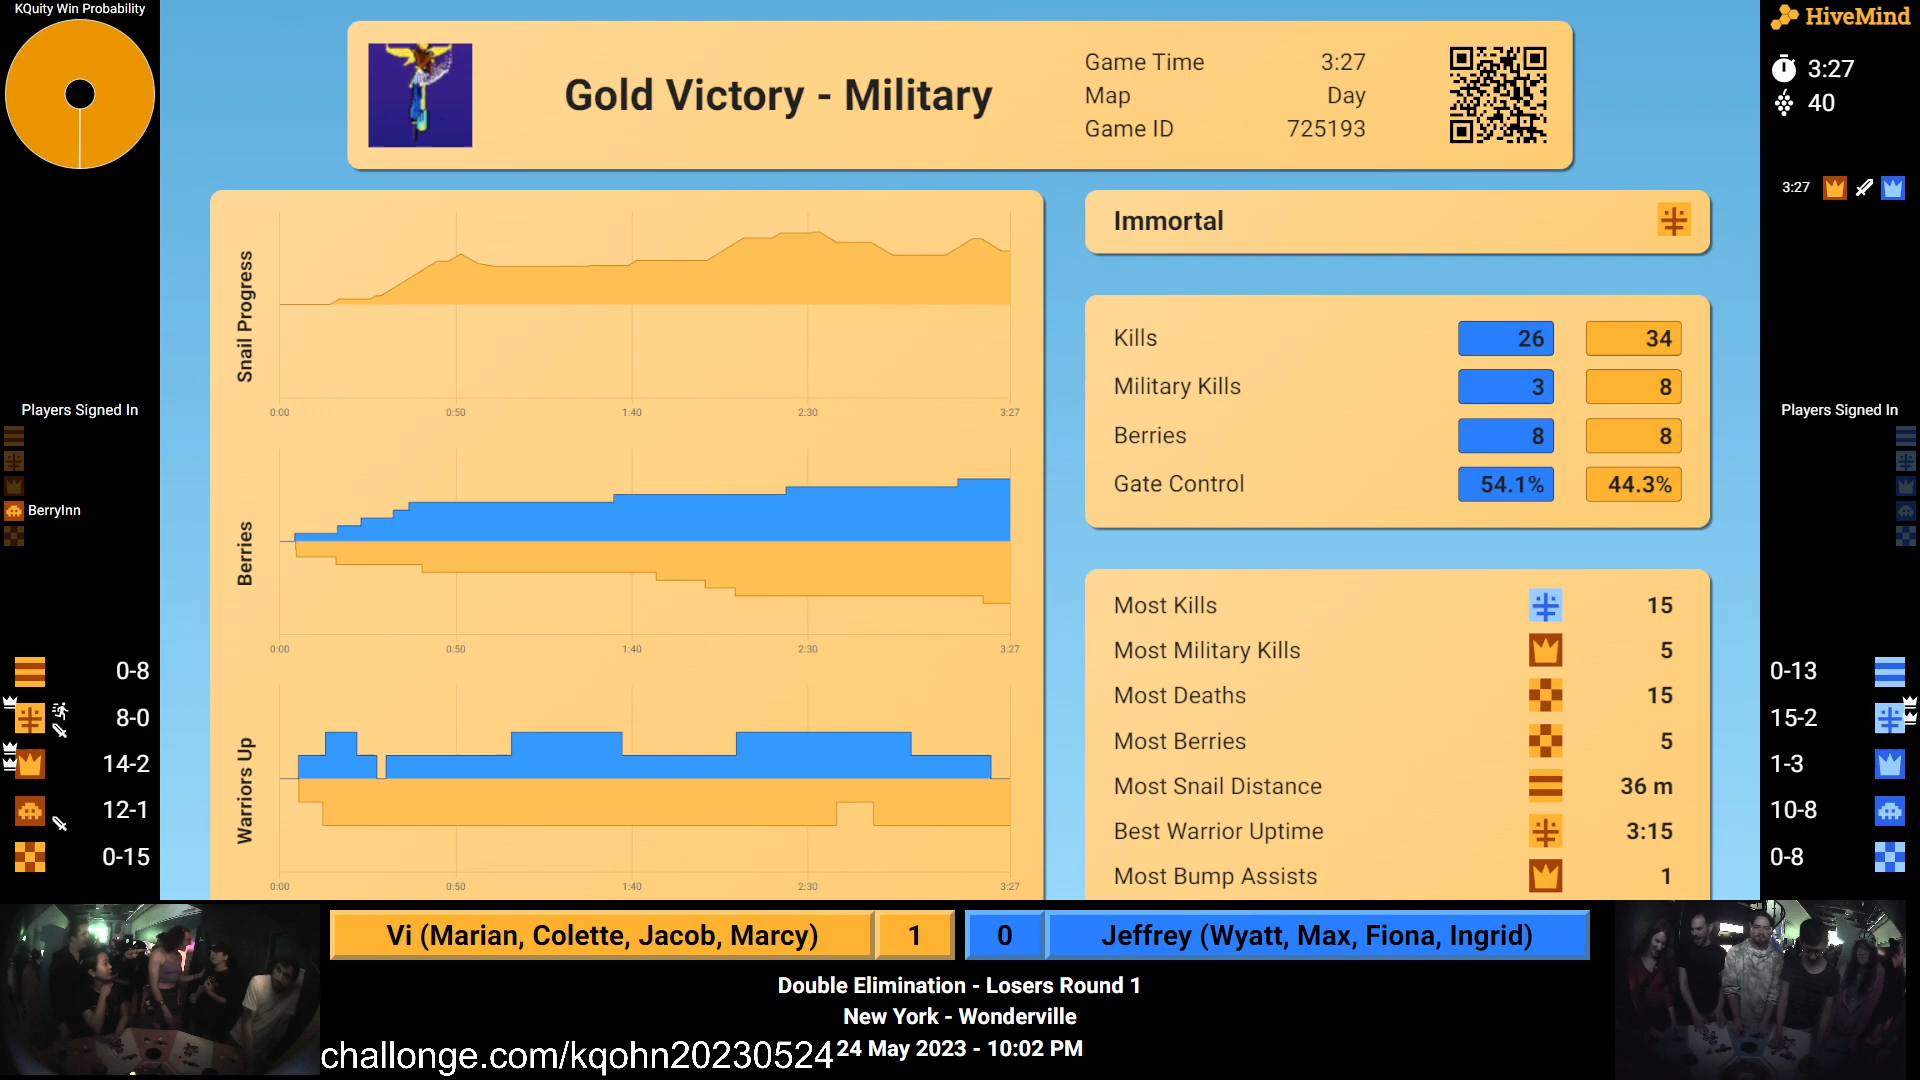 KQuity Win Probability
Gold Victory - Military
Game Time 3:27
Map Day
Game ID 725193
HiveMind
3:27
40
3:27
Snail Progress
0:00 0:50 1:40 2:30 3:27
Berries
0:00 0:50 1:40 2:30 3:27
Warriors Up
0:00 0:50 1:40 2:30 3:27
Immortal
Kills 26 34
Military Kills 3 8
Berries 8 8
Gate Control 54.1% 44.3%
Most Kills 15
Most Military Kills 5
Most Deaths 15
Most Berries 5
Most Snail Distance 36 m
Best Warrior Uptime 3:15
Most Bump Assists 1
Players Signed In
BerryInn
0-8
8-0
14-2
12-1
0-15
Players Signed In
0-13
15-2
1-3
10-8
0-8
Vi (Marian, Colette, Jacob, Marcy) 1
0 Jeffrey (Wyatt, Max, Fiona, Ingrid)
Double Elimination - Losers Round 1
New York - Wonderville
challonge.com/kqohn20230524
24 May 2023 - 10:02 PM